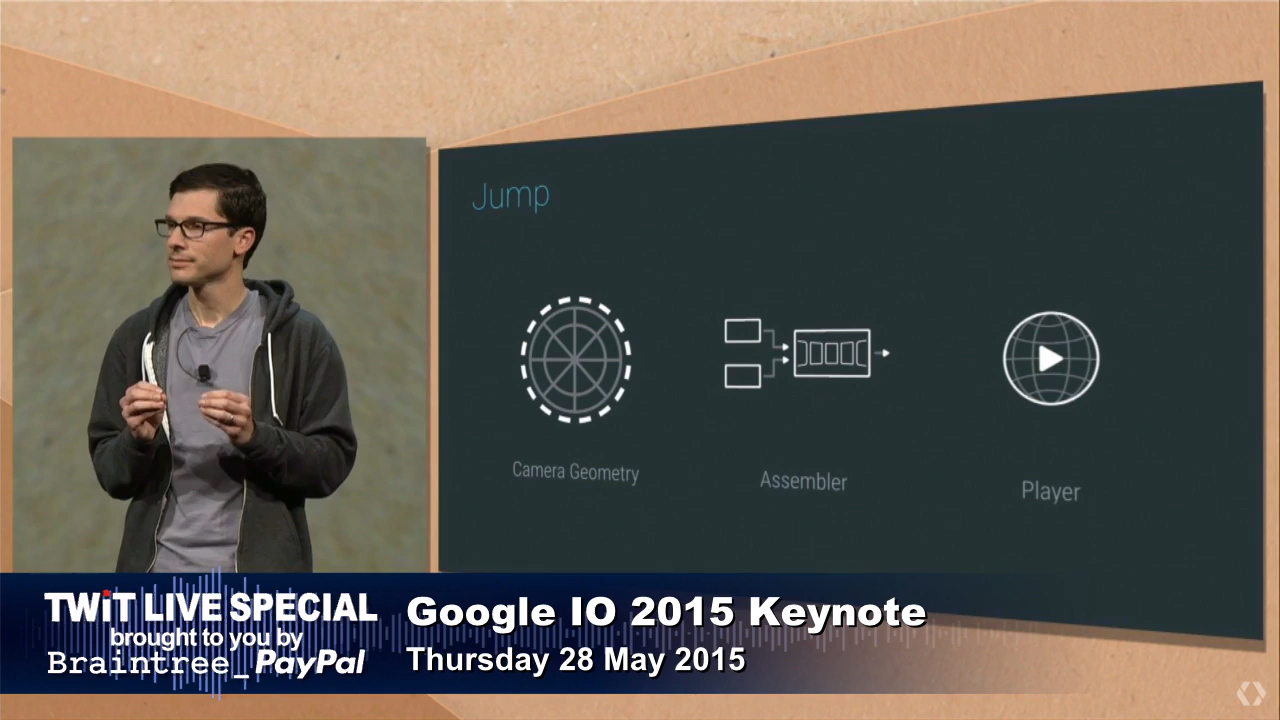 Jump
Camera Geometry
Assembler
Player
TWiT LIVE SPECIAL
brought to you by
Braintree_PayPal
Google IO 2015 Keynote
Thursday 28 May 2015